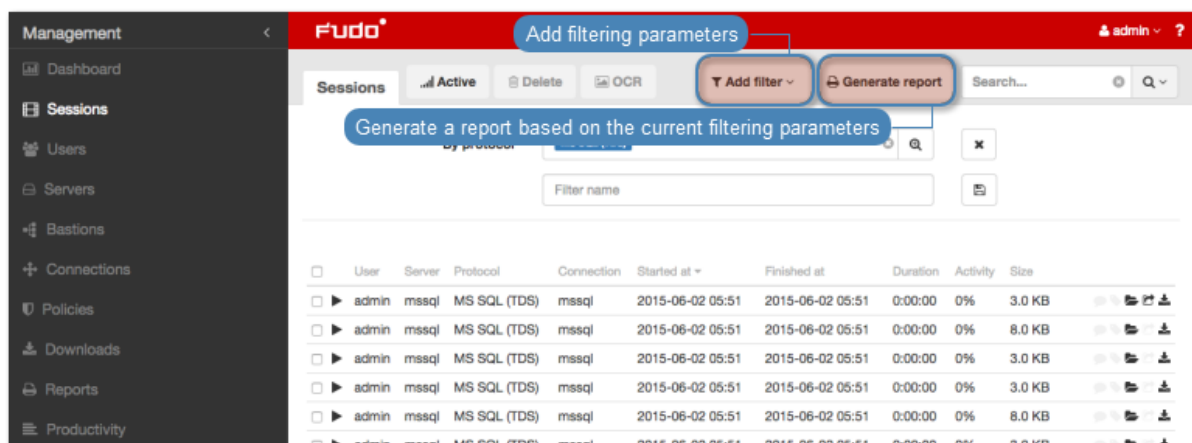 Management
FUDO
Add filtering parameters
admin ?
Dashboard
Sessions
Users
Servers
Bastions
Connections
Policies
Downloads
Reports
Productivity
Sessions Active Delete OCR Add filter Generate report Search...
Generate a report based on the current filtering parameters
By protocol
Filter name
User Server Protocol Connection Started at Finished at Duration Activity Size
admin mssql MS SQL (TDS) mssql 2015-06-02 05:51 2015-06-02 05:51 0:00:00 0% 3.0 KB
admin mssql MS SQL (TDS) mssql 2015-06-02 05:51 2015-06-02 05:51 0:00:00 0% 8.0 KB
admin mssql MS SQL (TDS) mssql 2015-06-02 05:51 2015-06-02 05:51 0:00:00 0% 3.0 KB
admin mssql MS SQL (TDS) mssql 2015-06-02 05:51 2015-06-02 05:51 0:00:00 0% 3.0 KB
admin mssql MS SQL (TDS) mssql 2015-06-02 05:51 2015-06-02 05:51 0:00:00 0% 8.0 KB